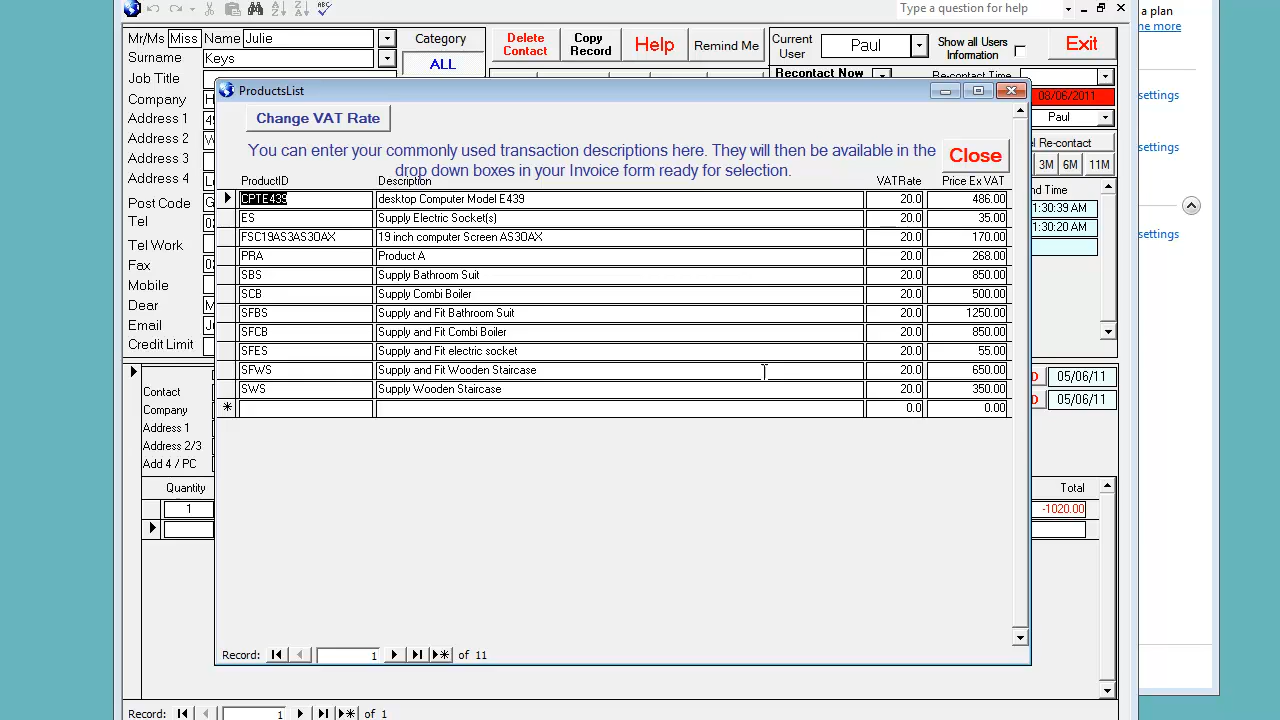 Type a question for help
a plan
ne more
Mr/Ms Miss Name Julie
Category
Delete Contact
Copy Record
Help
Remind Me
Current User
Paul
Show all Users Information
Exit
Surname Keys
ALL
Job Title
Recontact Now
Re-contact Time
Company H
08/06/2011
settings
Address 1 49
Paul
Address 2 W
el Re-contact
settings
Address 3
3M 6M 11M
Address 4
nd Time
Post Code
Tel 02
1:30:39 AM
1:30:20 AM
settings
Tel Work
Fax 02
Mobile
Dear M
Email
Credit Limit
ProductsList
Change VAT Rate
You can enter your commonly used transaction descriptions here. They will then be available in the
drop down boxes in your Invoice form ready for selection.
Close
ProductID Description VATRate Price Ex VAT
CPTE439 desktop Computer Model E439 20.0 486.00
ES Supply Electric Socket(s) 20.0 35.00
FSC19AS3AS30AX 19 inch computer Screen AS30AX 20.0 170.00
PRA Product A 20.0 268.00
SBS Supply Bathroom Suit 20.0 850.00
SCB Supply Combi Boiler 20.0 500.00
SFBS Supply and Fit Bathroom Suit 20.0 1250.00
SFCB Supply and Fit Combi Boiler 20.0 850.00
SFES Supply and Fit electric socket 20.0 55.00
SFWS Supply and Fit Wooden Staircase 20.0 650.00
SWS Supply Wooden Staircase 20.0 350.00
0.0 0.00
Record: 1 of 11
Contact
D 05/06/11
Company
D 05/06/11
Address 1
Address 2/3
Add 4 / PC
Quantity Total
1 -1020.00
Record: 1 of 1